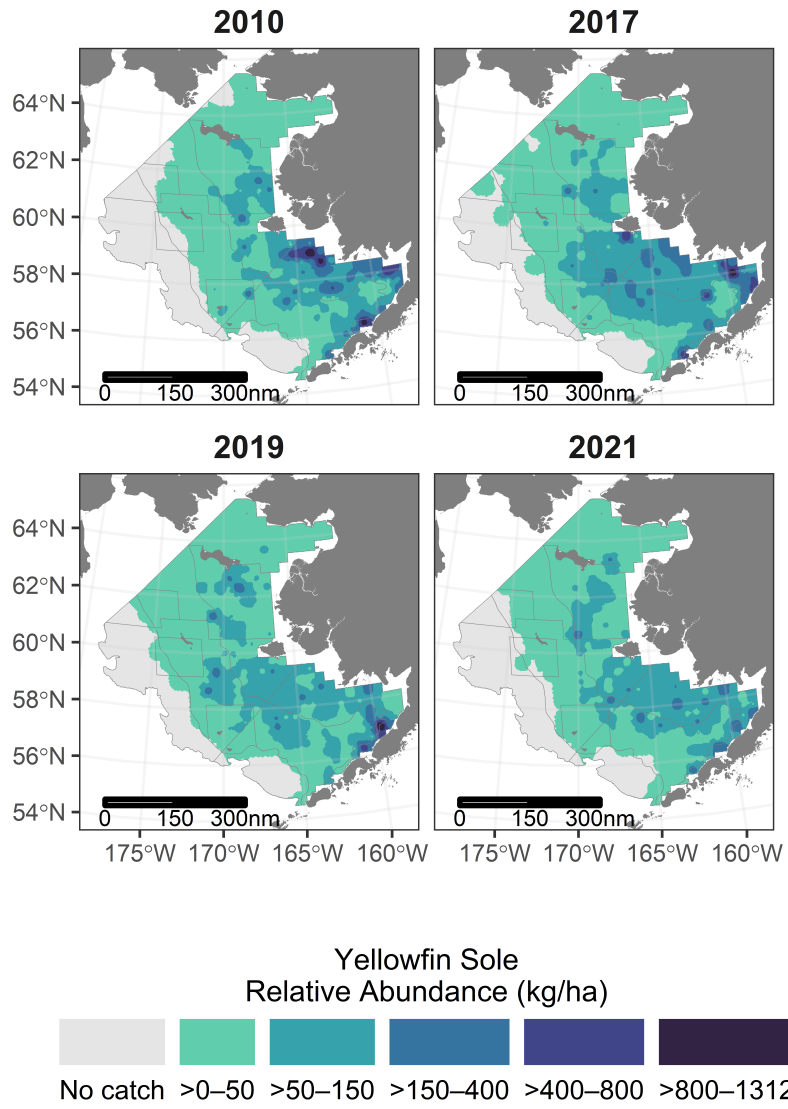 2010 2017
64°N
62°N
60°N
58°N
56°N
54°N
0 150 300nm 0 150 300nm
2019 2021
64°N
62°N
60°N
58°N
56°N
54°N
0 150 300nm 0 150 300nm
175°W 170°W 165°W 160°W 175°W 170°W 165°W 160°W
Yellowfin Sole
Relative Abundance (kg/ha)
No catch >0–50 >50–150 >150–400 >400–800 >800–1312